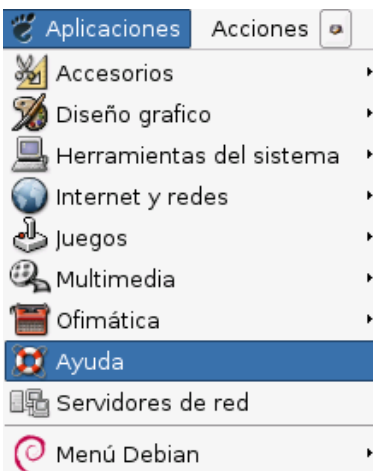 Aplicaciones Acciones
Accesorios
Diseño grafico
Herramientas del sistema
Internet y redes
Juegos
Multimedia
Ofimática
Ayuda
Servidores de red
Menú Debian